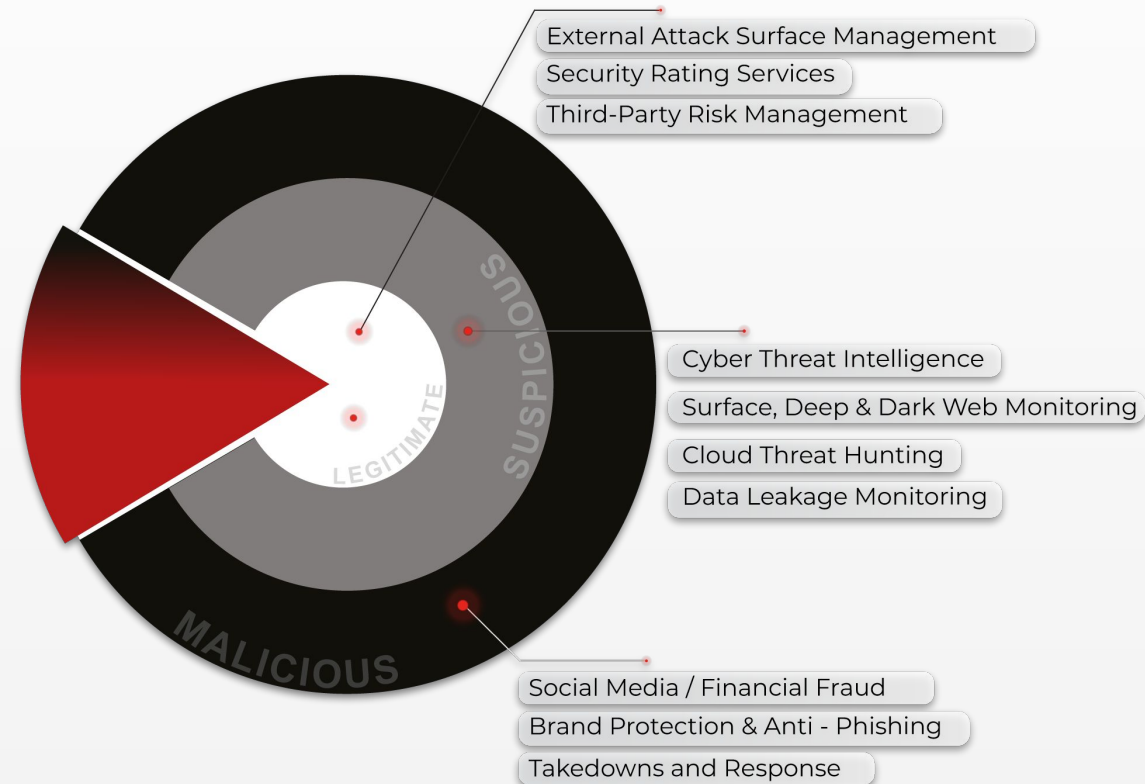 External Attack Surface Management
Security Rating Services
Third-Party Risk Management
SUSPICIOUS
LEGITIMATE
Cyber Threat Intelligence
Surface, Deep & Dark Web Monitoring
Cloud Threat Hunting
Data Leakage Monitoring
MALICIOUS
Social Media / Financial Fraud
Brand Protection & Anti - Phishing
Takedowns and Response